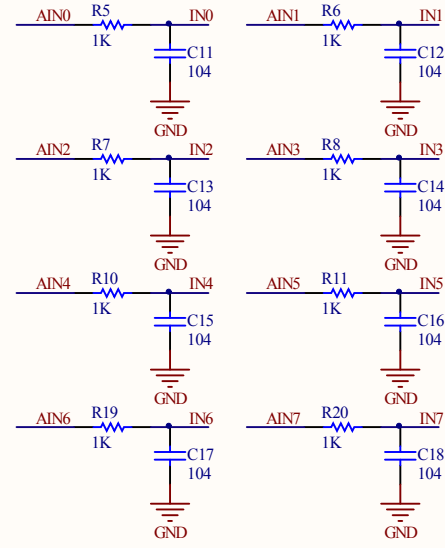 AIN0 R5 IN0 AIN1 R6 IN1
1K C11 1K C12
104 104
GND GND
AIN2 R7 IN2 AIN3 R8 IN3
1K C13 1K C14
104 104
GND GND
AIN4 R10 IN4 AIN5 R11 IN5
1K C15 1K C16
104 104
GND GND
AIN6 R19 IN6 AIN7 R20 IN7
1K C17 1K C18
104 104
GND GND